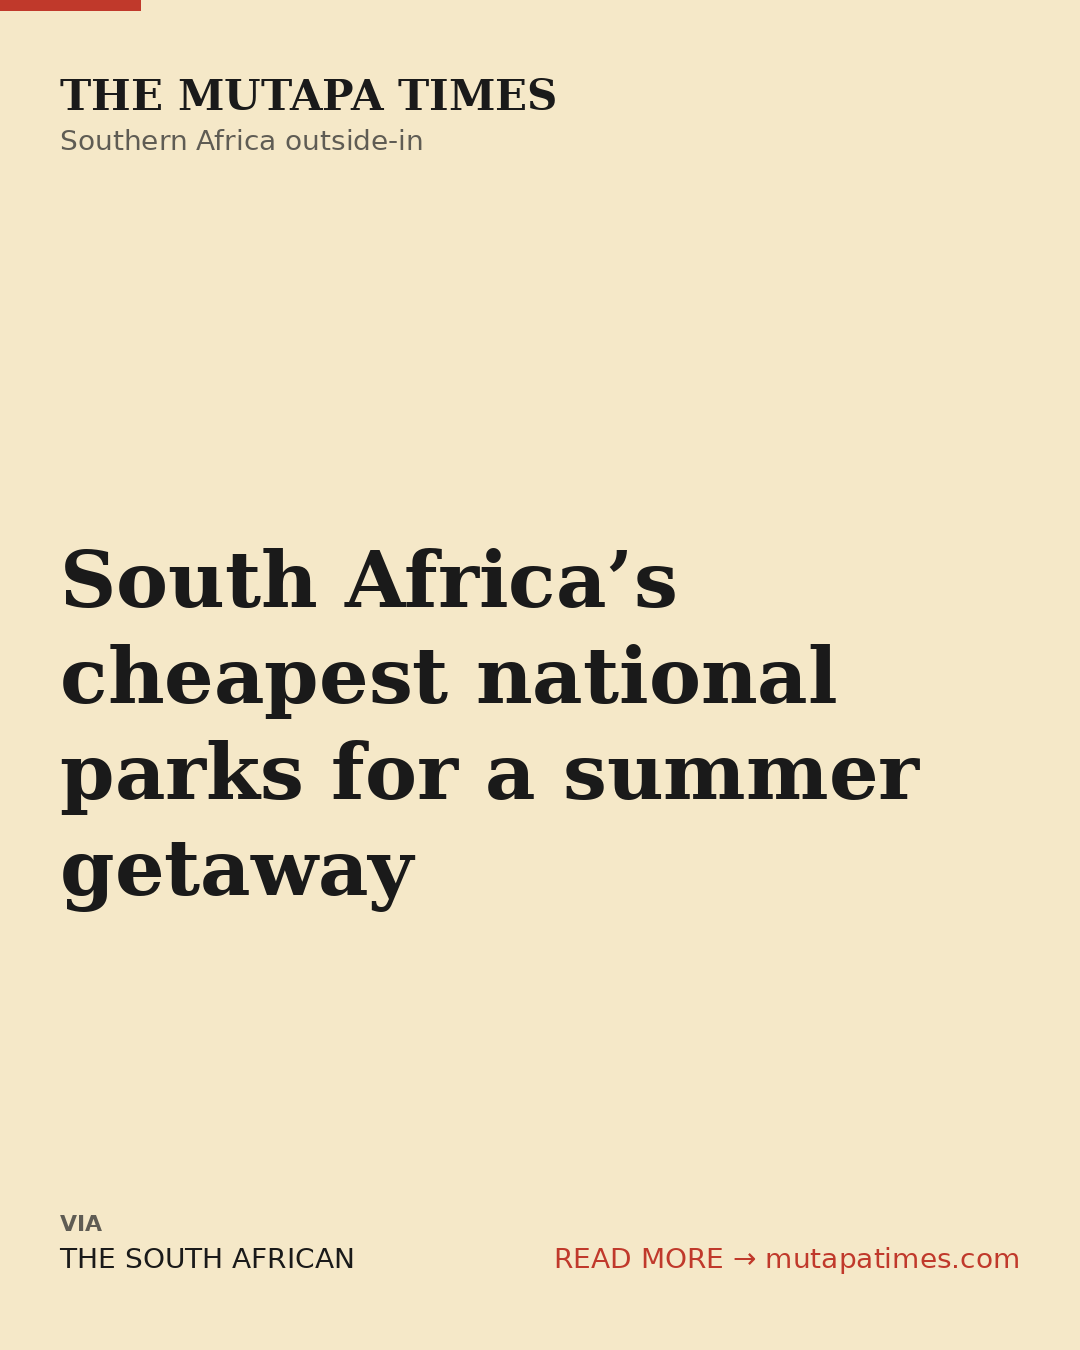 THE MUTAPA TIMES
Southern Africa outside-in
South Africa’s
cheapest national
parks for a summer
getaway
VIA
THE SOUTH AFRICAN
READ MORE → mutapatimes.com